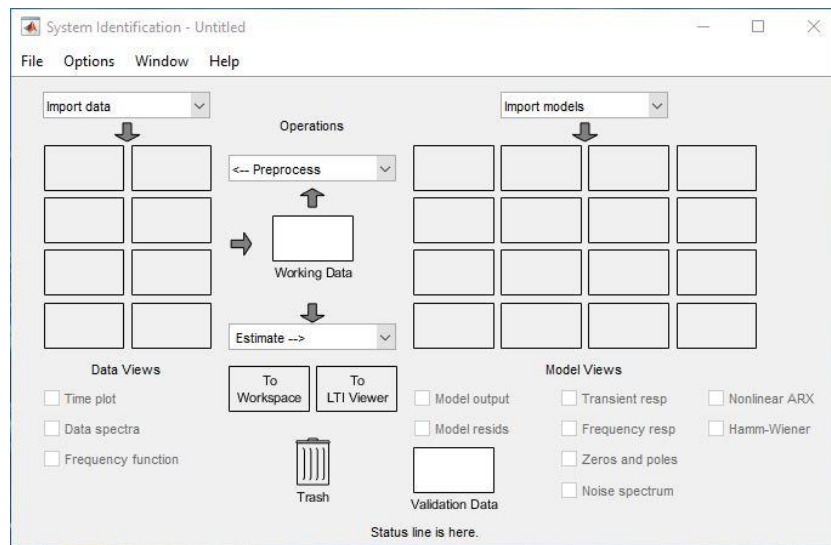 System Identification - Untitled
File Options Window Help
Import data
Import models
Operations
<-- Preprocess
Working Data
Estimate -->
Data Views
Model Views
To
Workspace
To
LTI Viewer
Time plot
Data spectra
Frequency function
Model output
Model resids
Transient resp
Frequency resp
Zeros and poles
Noise spectrum
Nonlinear ARX
Hamm-Wiener
Trash
Validation Data
Status line is here.